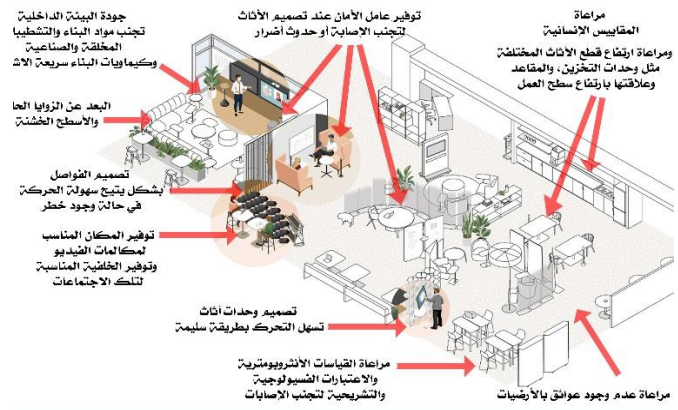 مراعاة
المقاييس الانسانية
ومراعاة ارتفاع قطع الأثاث المختلفة
مثل وحدات التخزين، والمقاعد
وعلاقتها بارتفاع سطح العمل
توفير عامل الأمان عند تصميم الأثاث
لتجنب الإصابة أو حدوث أضرار
جودة البيئة الداخلية
تجنب مواد البناء والتشطيبا
المخلقة والصناعية
وكيماويات البناء سريعة الاش
البعد عن الزوايا الحا
والأسطح الخشنة
تصميم الفواصل
بشكل يتيح سهولة الحركة
في حالة وجود خطر
توفير المكان المناسب
لمكالمات الفيديو
وتوفير الخلفية المناسبة
لتلك الاجتماعات
تصميم وحدات أثاث
تسهل التحرك بطريقة سليمة
مراعاة القياسات الأنثروبومترية
والاعتبارات الفسيولوجية
والتشريحية لتجنب الإصابات
مراعاة عدم وجود عوائق بالأرضيات